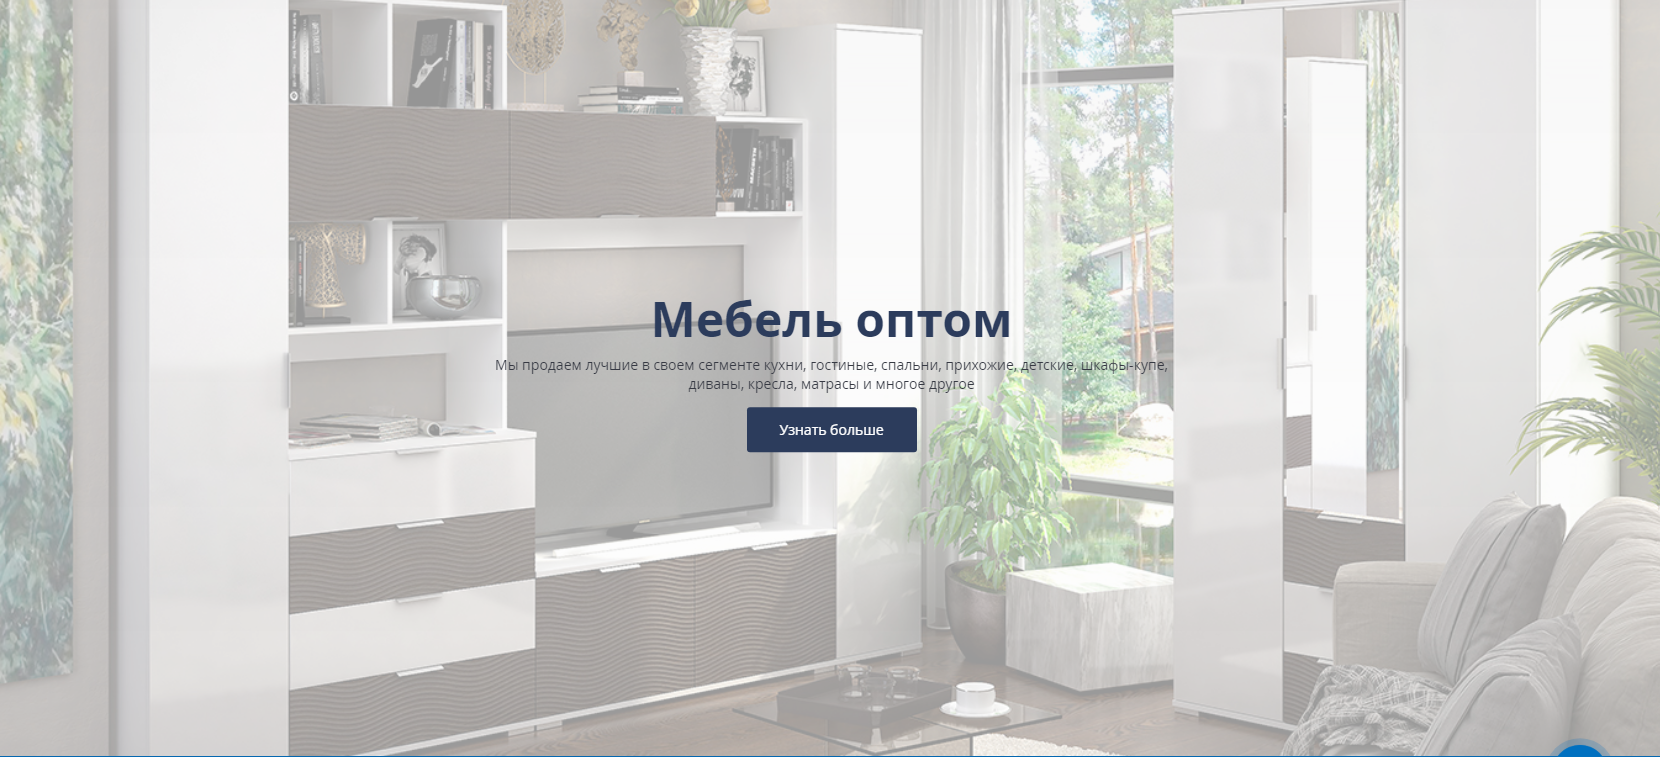 Мебель оптом
Мы продаем лучшие в своем сегменте кухни, гостиные, спальни, прихожие, детские, шкафы-купе,
диваны, кресла, матрасы и многое другое
Узнать больше